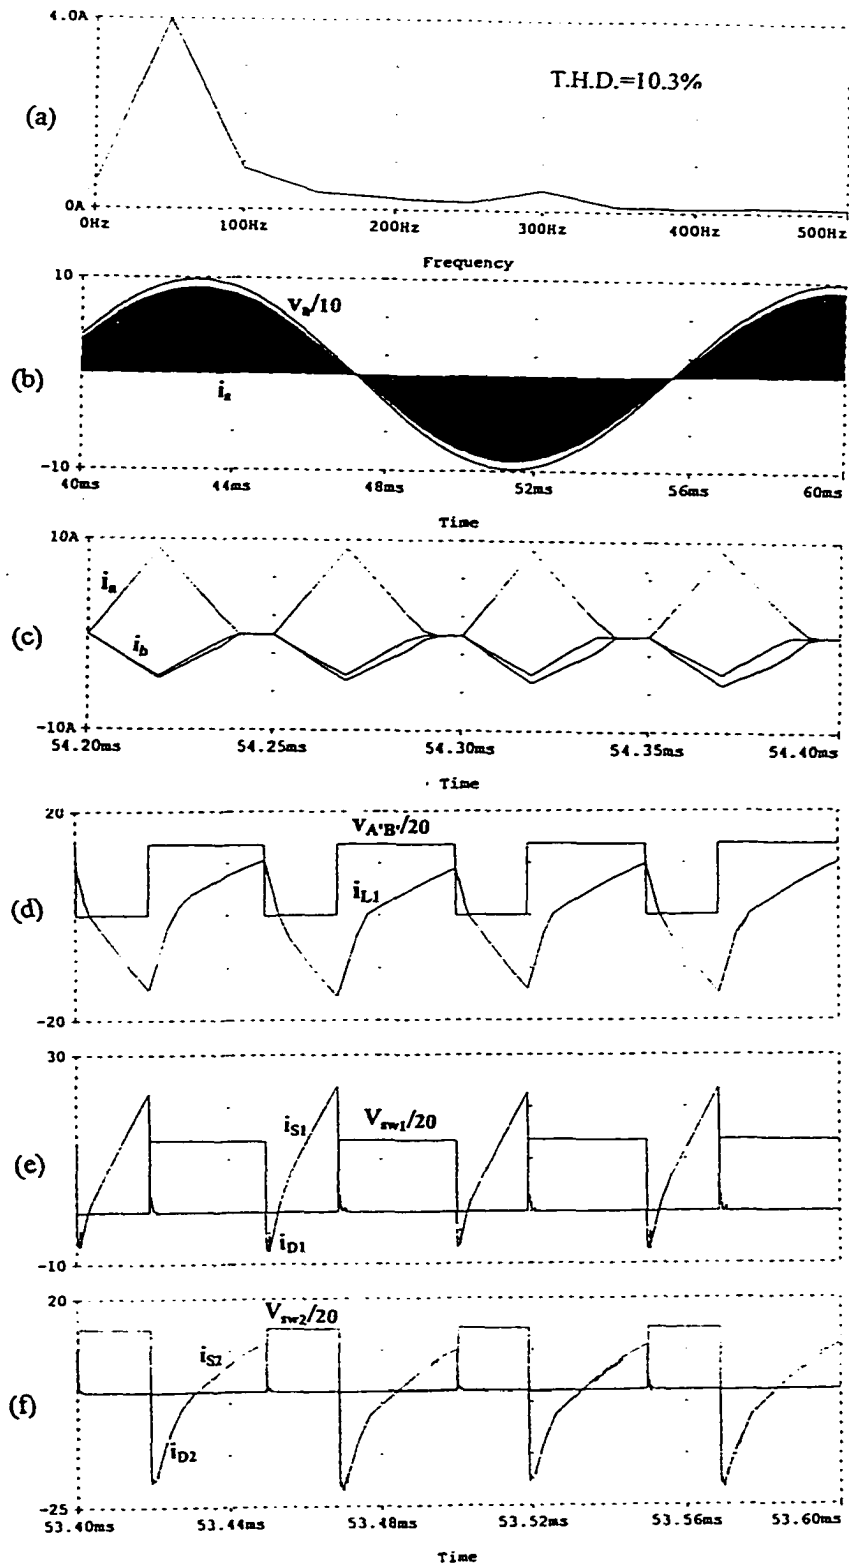 4.0A
T.H.D.=10.3%
(a)
0A
0Hz 100Hz 200Hz 300Hz 400Hz 500Hz
Frequency
10
va/10
(b)
ia
-10
40ms 44ms 48ms 52ms 56ms 60ms
Time
10A
ia
(c)
ib
-10A
54.20ms 54.25ms 54.30ms 54.35ms 54.40ms
Time
20
vA'B'/20
iL1
(d)
-20
30
iS1 Vsw1/20
(e)
iD1
-10
20
Vsw2/20
iS2
(f)
iD2
-25
53.40ms 53.44ms 53.48ms 53.52ms 53.56ms 53.60ms
Time